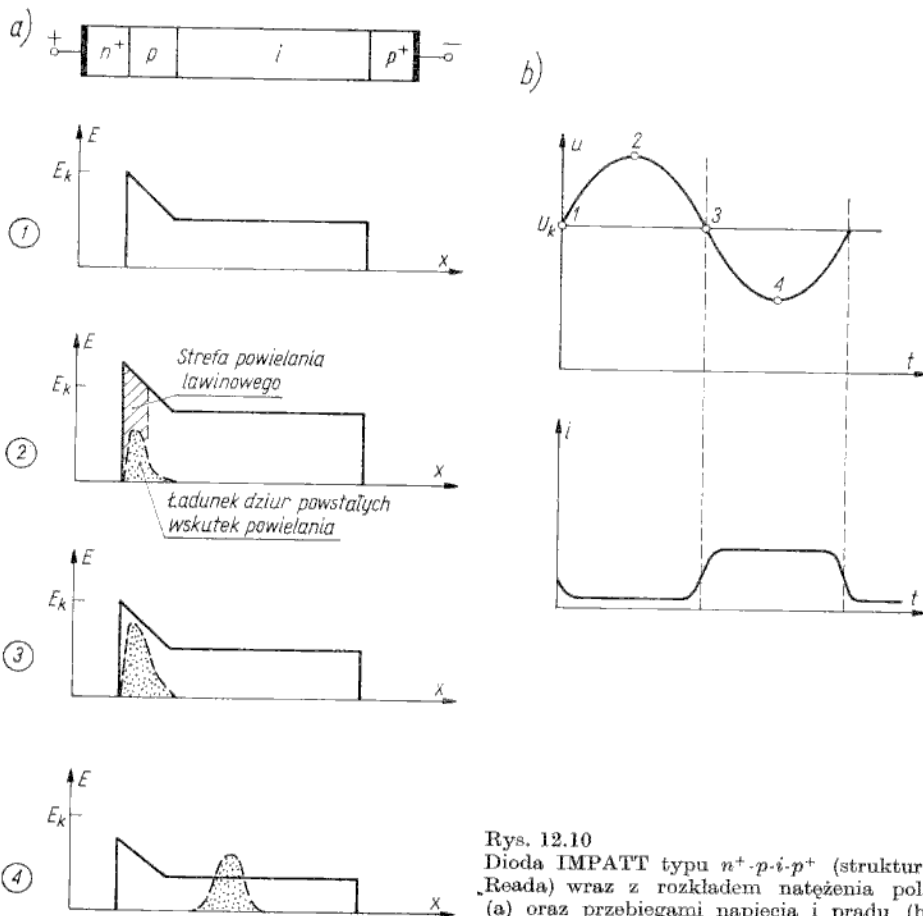 a)
+ n+ p i p+ –
E
Ek
1
x
E
Ek
Strefa powielania
lawinowego
2
x
Ładunek dziur powstałych
wskutek powielania
E
Ek
3
x
E
Ek
4
b)
u
2
Uk 1 3
4
t
i
t
Rys. 12.10
Dioda IMPATT typu n+-p-i-p+ (struktur
Reada) wraz z rozkładem natężenia pol
(a) oraz przebiegami napięcia i prądu (b